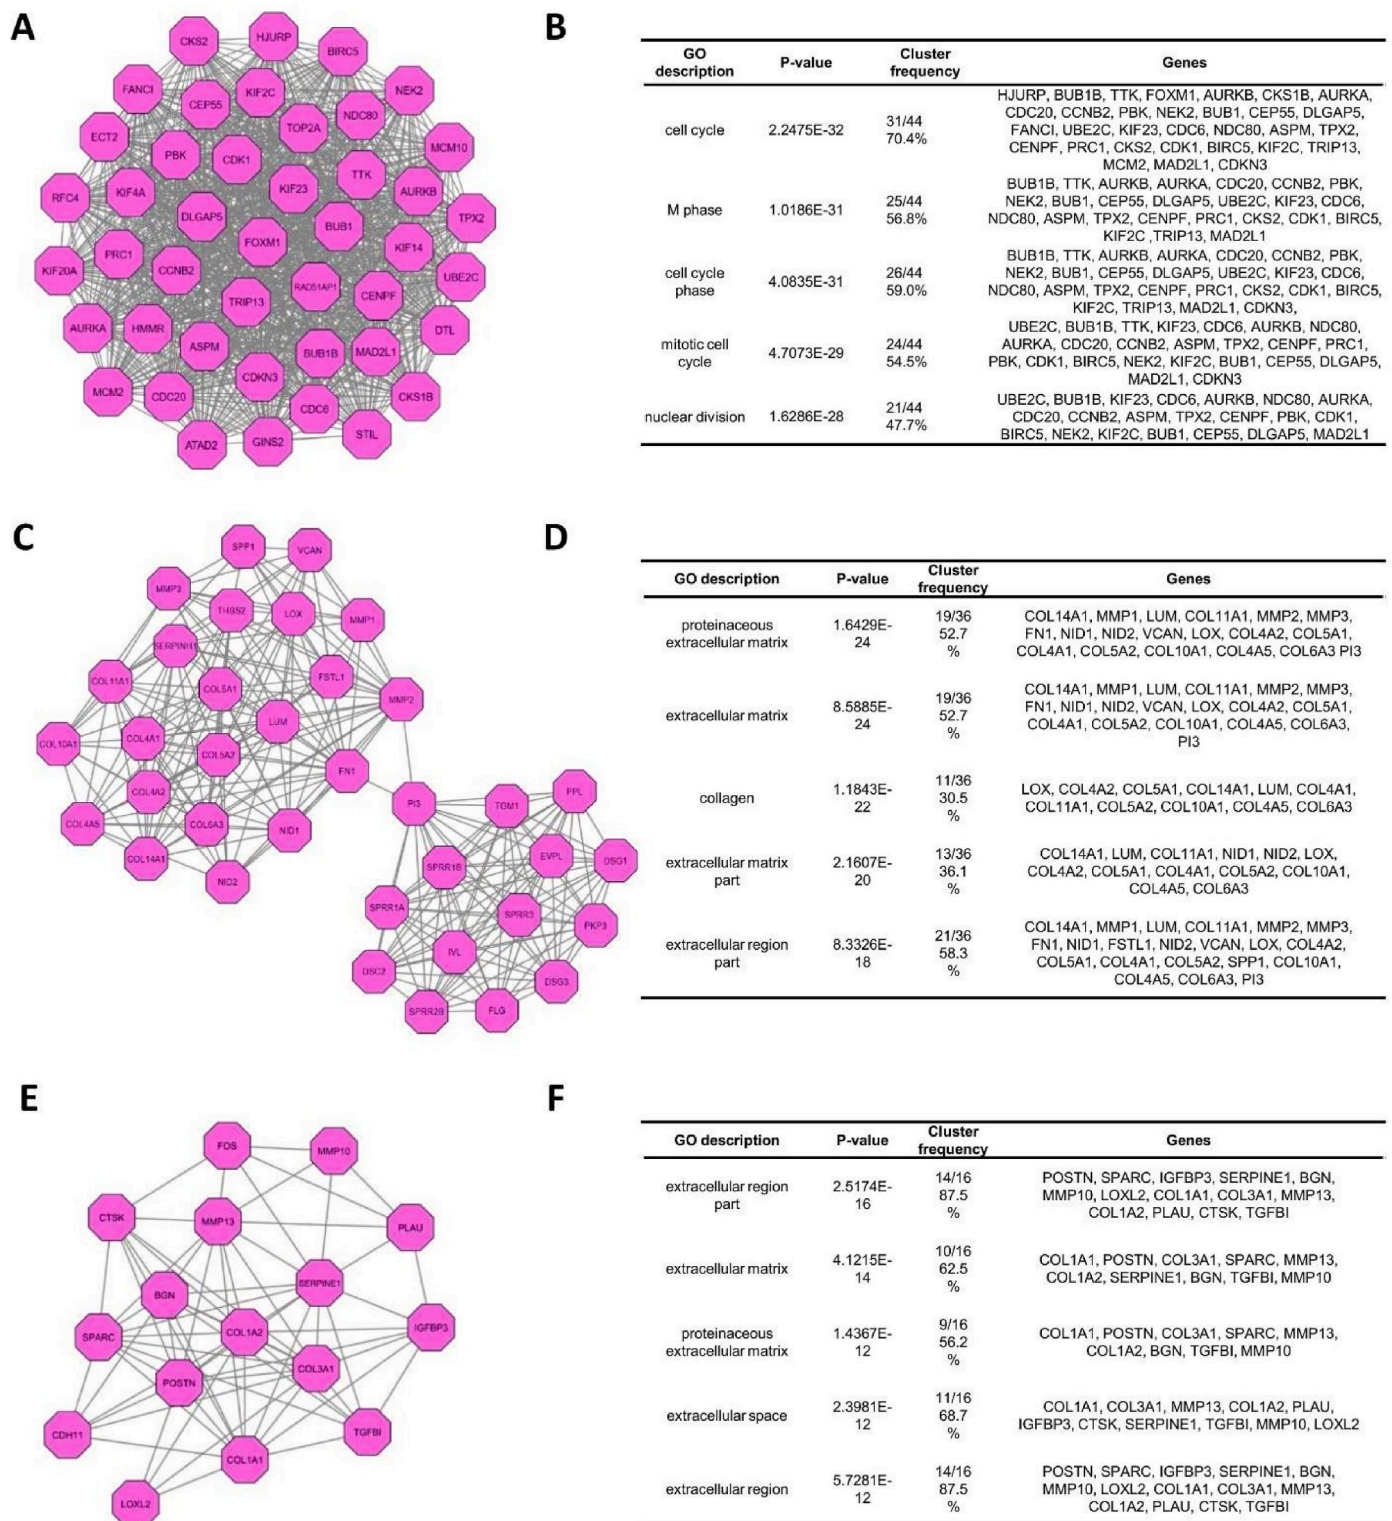 A
CKS2
HJURP
BIRC5
FANCI
CEP55
KIF2C
NEK2
TOP2A
NDC80
ECT2
PBK
CDK1
MCM10
TTK
RFC4
KIF4A
KIF23
AURKB
DLGAP5
TPX2
BUB1
FOXM1
PRC1
KIF14
KIF20A
CCNB2
UBE2C
TRIP13
RAD51AP1
CENPF
AURKA
HMMR
DTL
ASPM
BUB1B
MAD2L1
CDKN3
MCM2
CDC20
CKS1B
CDC6
ATAD2
GINS2
STIL
B
GO description P-value Cluster frequency Genes
cell cycle 2.2475E-32 31/44 70.4%
HJURP, BUB1B, TTK, FOXM1, AURKB, CKS1B, AURKA,
CDC20, CCNB2, PBK, NEK2, BUB1, CEP55, DLGAP5,
FANCI, UBE2C, KIF23, CDC6, NDC80, ASPM, TPX2,
CENPF, PRC1, CKS2, CDK1, BIRC5, KIF2C, TRIP13,
MCM2, MAD2L1, CDKN3
M phase 1.0186E-31 25/44 56.8%
BUB1B, TTK, AURKB, AURKA, CDC20, CCNB2, PBK,
NEK2, BUB1, CEP55, DLGAP5, UBE2C, KIF23, CDC6,
NDC80, ASPM, TPX2, CENPF, PRC1, CKS2, CDK1, BIRC5,
KIF2C ,TRIP13, MAD2L1
cell cycle phase 4.0835E-31 26/44 59.0%
BUB1B, TTK, AURKB, AURKA, CDC20, CCNB2, PBK,
NEK2, BUB1, CEP55, DLGAP5, UBE2C, KIF23, CDC6,
NDC80, ASPM, TPX2, CENPF, PRC1, CKS2, CDK1, BIRC5,
KIF2C, TRIP13, MAD2L1, CDKN3,
mitotic cell cycle 4.7073E-29 24/44 54.5%
UBE2C, BUB1B, TTK, KIF23, CDC6, AURKB, NDC80,
AURKA, CDC20, CCNB2, ASPM, TPX2, CENPF, PRC1,
PBK, CDK1, BIRC5, NEK2, KIF2C, BUB1, CEP55, DLGAP5,
MAD2L1, CDKN3
nuclear division 1.6286E-28 21/44 47.7%
UBE2C, BUB1B, KIF23, CDC6, AURKB, NDC80, AURKA,
CDC20, CCNB2, ASPM, TPX2, CENPF, PBK, CDK1,
BIRC5, NEK2, KIF2C, BUB1, CEP55, DLGAP5, MAD2L1
C
SPP1
VCAN
MMP3
THBS2
LOX
MMP1
SERPINH1
COL11A1
COL5A1
FSTL1
MMP2
LUM
COL10A1
COL4A1
COL5A2
FN1
COL4A2
PI3
TGM1
PPL
COL4A5
COL6A3
NID1
COL14A1
SPRR1B
EVPL
DSG1
NID2
SPRR1A
SPRR3
PKP3
IVL
DSC2
DSG3
SPRR2B
FLG
D
GO description P-value Cluster frequency Genes
proteinaceous extracellular matrix 1.6429E-24 19/36 52.7 %
COL14A1, MMP1, LUM, COL11A1, MMP2, MMP3,
FN1, NID1, NID2, VCAN, LOX, COL4A2, COL5A1,
COL4A1, COL5A2, COL10A1, COL4A5, COL6A3 PI3
extracellular matrix 8.5885E-24 19/36 52.7 %
COL14A1, MMP1, LUM, COL11A1, MMP2, MMP3,
FN1, NID1, NID2, VCAN, LOX, COL4A2, COL5A1,
COL4A1, COL5A2, COL10A1, COL4A5, COL6A3,
PI3
collagen 1.1843E-22 11/36 30.5 %
LOX, COL4A2, COL5A1, COL14A1, LUM, COL4A1,
COL11A1, COL5A2, COL10A1, COL4A5, COL6A3
extracellular matrix part 2.1607E-20 13/36 36.1 %
COL14A1, LUM, COL11A1, NID1, NID2, LOX,
COL4A2, COL5A1, COL4A1, COL5A2, COL10A1,
COL4A5, COL6A3
extracellular region part 8.3326E-18 21/36 58.3 %
COL14A1, MMP1, LUM, COL11A1, MMP2, MMP3,
FN1, NID1, FSTL1, NID2, VCAN, LOX, COL4A2,
COL5A1, COL4A1, COL5A2, SPP1, COL10A1,
COL4A5, COL6A3, PI3
E
FOS
MMP10
CTSK
MMP13
PLAU
SERPINE1
BGN
SPARC
COL1A2
IGFBP3
COL3A1
POSTN
CDH11
TGFBI
COL1A1
LOXL2
F
GO description P-value Cluster frequency Genes
extracellular region part 2.5174E-16 14/16 87.5 %
POSTN, SPARC, IGFBP3, SERPINE1, BGN,
MMP10, LOXL2, COL1A1, COL3A1, MMP13,
COL1A2, PLAU, CTSK, TGFBI
extracellular matrix 4.1215E-14 10/16 62.5 %
COL1A1, POSTN, COL3A1, SPARC, MMP13,
COL1A2, SERPINE1, BGN, TGFBI, MMP10
proteinaceous extracellular matrix 1.4367E-12 9/16 56.2 %
COL1A1, POSTN, COL3A1, SPARC, MMP13,
COL1A2, BGN, TGFBI, MMP10
extracellular space 2.3981E-12 11/16 68.7 %
COL1A1, COL3A1, MMP13, COL1A2, PLAU,
IGFBP3, CTSK, SERPINE1, TGFBI, MMP10, LOXL2
extracellular region 5.7281E-12 14/16 87.5 %
POSTN, SPARC, IGFBP3, SERPINE1, BGN,
MMP10, LOXL2, COL1A1, COL3A1, MMP13,
COL1A2, PLAU, CTSK, TGFBI